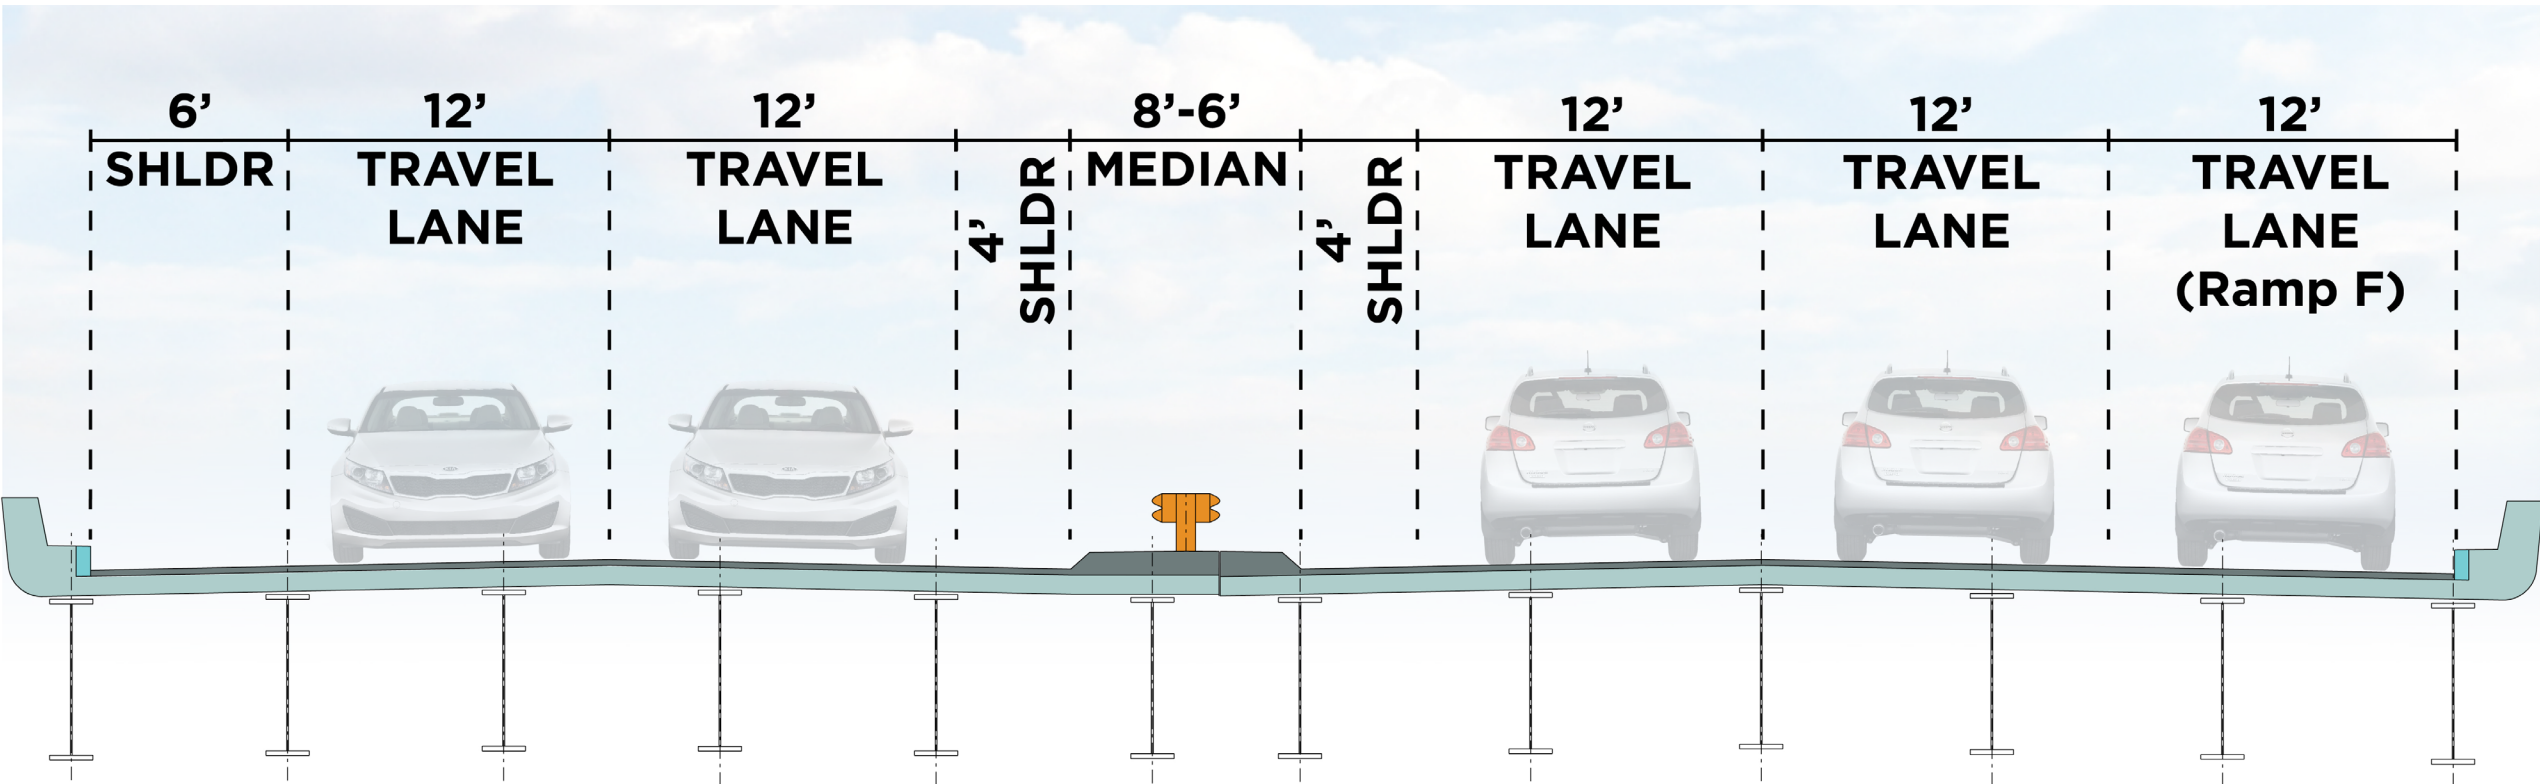 6’
12’
12’
8’-6’
12’
12’
12’
SHLDR
TRAVEL
LANE
TRAVEL
LANE
4’
SHLDR
MEDIAN
4’
SHLDR
TRAVEL
LANE
TRAVEL
LANE
TRAVEL
LANE
(Ramp F)